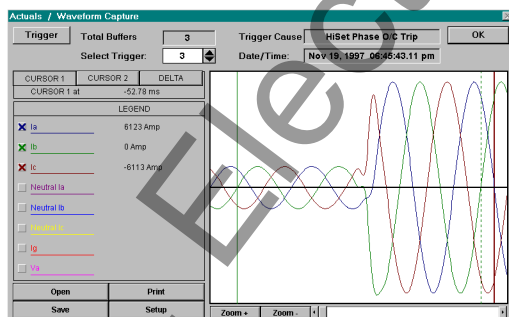 Actuals / Waveform Capture
Trigger Total Buffers 3 Trigger Cause HiSet Phase O/C Trip OK
Select Trigger: 3 Date/Time: Nov 19, 1997 06:45:43.11 pm
CURSOR 1 CURSOR 2 DELTA
CURSOR 1 at -52.78 ms
LEGEND
Ia 6123 Amp
Ib 0 Amp
Ic -6113 Amp
Neutral Ia
Neutral Ib
Neutral Ic
Ig
Va
Open Print
Save Setup
Zoom + Zoom -
Elec